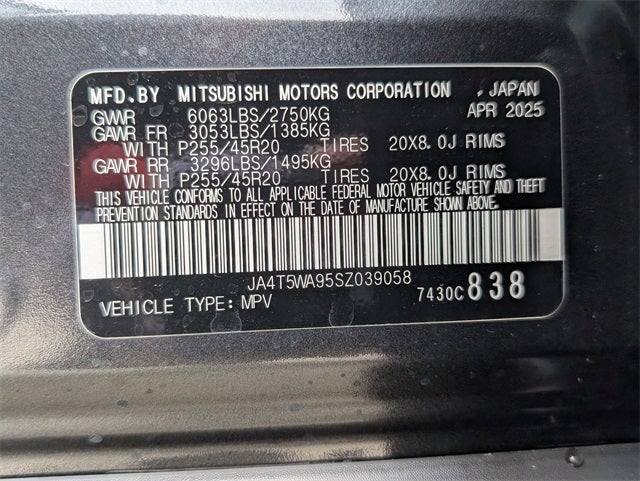 MFD.BY MITSUBISHI MOTORS CORPORATION , JAPAN
GVWR 6063LBS/2750KG APR 2025
GAWR FR 3053LBS/1385KG
WITH P255/45R20 TIRES 20X8.0J RIMS
GAWR RR 3296LBS/1495KG
WITH P255/45R20 TIRES 20X8.0J RIMS
THIS VEHICLE CONFORMS TO ALL APPLICABLE FEDERAL MOTOR VEHICLE SAFETY AND THEFT
PREVENTION STANDARDS IN EFFECT ON THE DATE OF MANUFACTURE SHOWN ABOVE.
JA4T5WA95SZ039058
VEHICLE TYPE: MPV 7430C 838